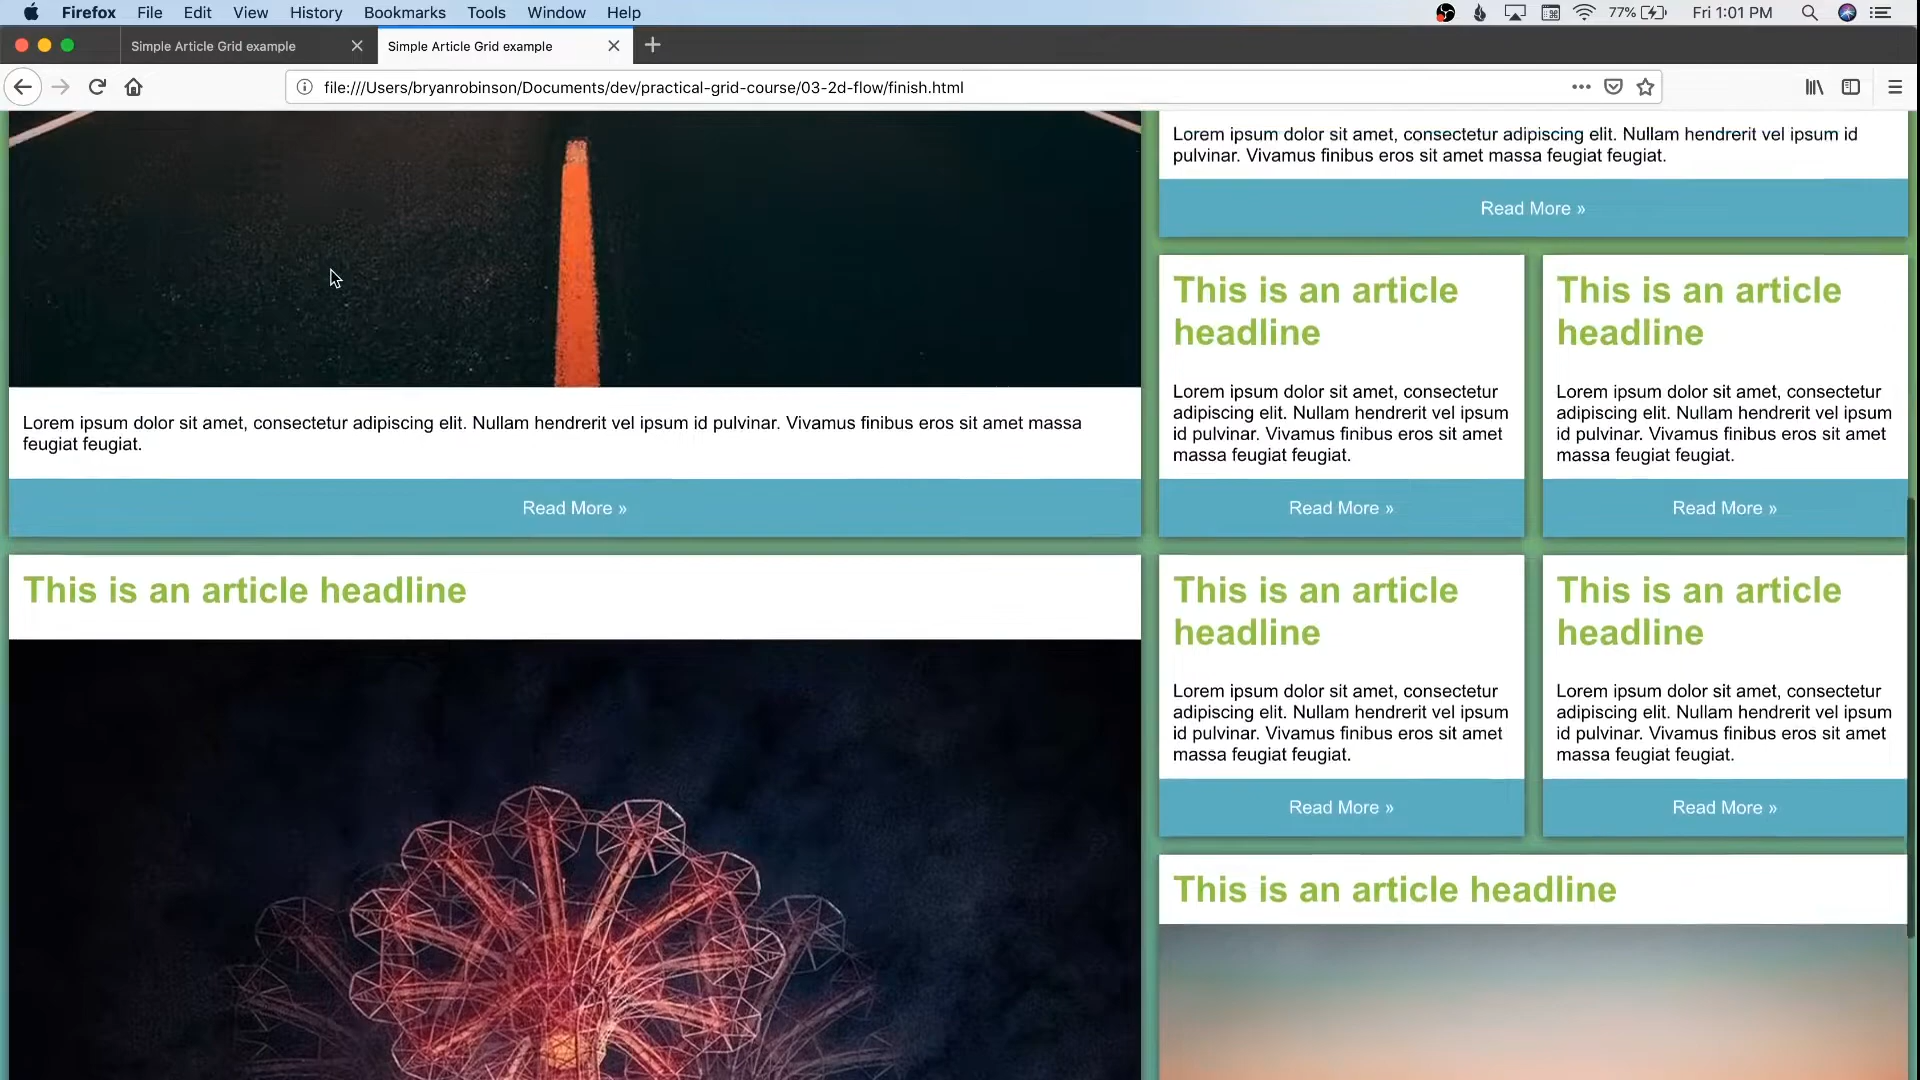 Firefox File Edit View History Bookmarks Tools Window Help 77% Fri 1:01 PM
Simple Article Grid example Simple Article Grid example
file:///Users/bryanrobinson/Documents/dev/practical-grid-course/03-2d-flow/finish.html
Lorem ipsum dolor sit amet, consectetur adipiscing elit. Nullam hendrerit vel ipsum id
pulvinar. Vivamus finibus eros sit amet massa feugiat feugiat.
Read More »
Lorem ipsum dolor sit amet, consectetur adipiscing elit. Nullam hendrerit vel ipsum id pulvinar. Vivamus finibus eros sit amet massa
feugiat feugiat.
Read More »
This is an article
headline
Lorem ipsum dolor sit amet, consectetur
adipiscing elit. Nullam hendrerit vel ipsum
id pulvinar. Vivamus finibus eros sit amet
massa feugiat feugiat.
Read More »
This is an article
headline
Lorem ipsum dolor sit amet, consectetur
adipiscing elit. Nullam hendrerit vel ipsum
id pulvinar. Vivamus finibus eros sit amet
massa feugiat feugiat.
Read More »
This is an article headline
This is an article
headline
Lorem ipsum dolor sit amet, consectetur
adipiscing elit. Nullam hendrerit vel ipsum
id pulvinar. Vivamus finibus eros sit amet
massa feugiat feugiat.
Read More »
This is an article
headline
Lorem ipsum dolor sit amet, consectetur
adipiscing elit. Nullam hendrerit vel ipsum
id pulvinar. Vivamus finibus eros sit amet
massa feugiat feugiat.
Read More »
This is an article headline